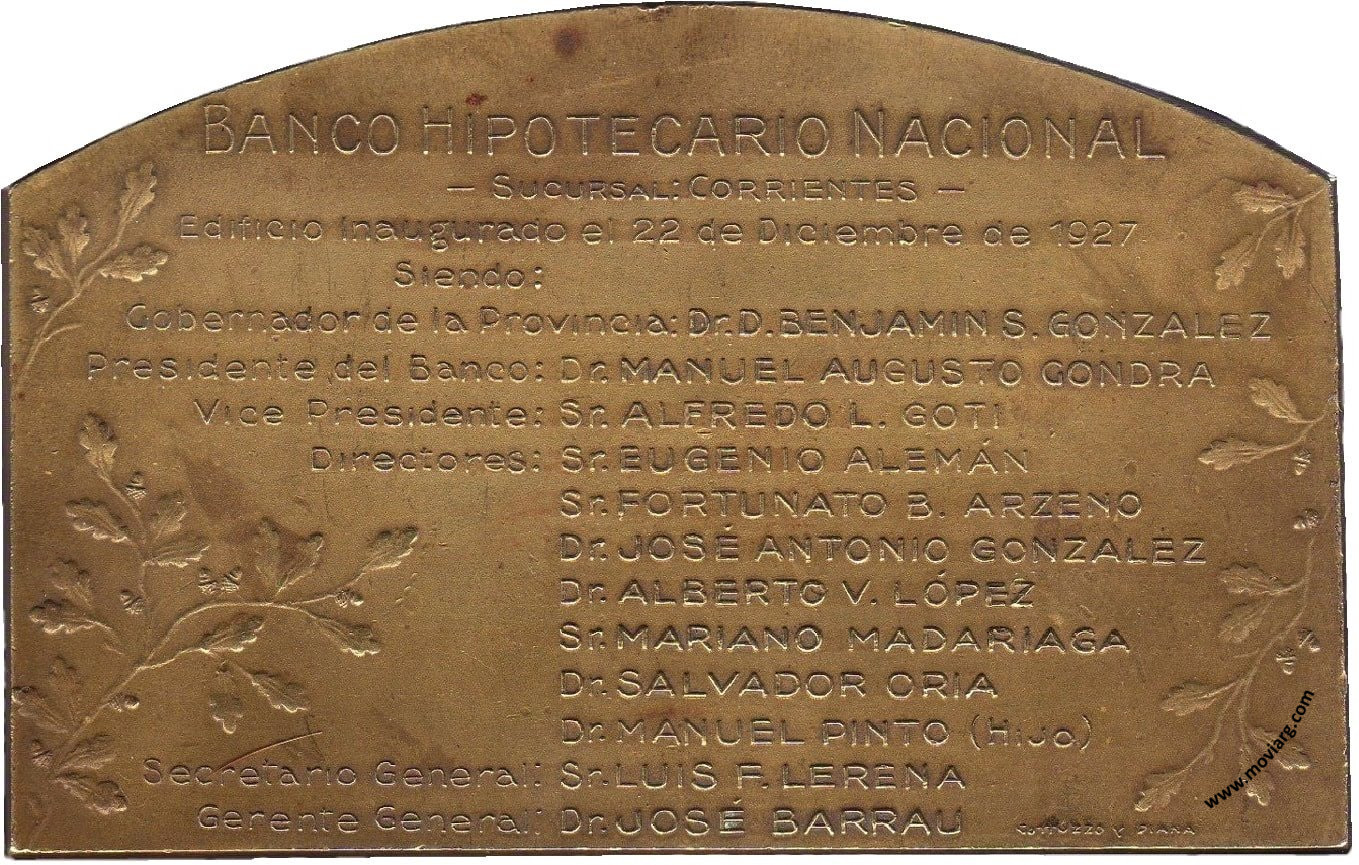 BANCO HIPOTECARIO NACIONAL
— SUCURSAL: CORRIENTES —
Edificio inaugurado el 22 de Diciembre de 1927
Siendo:
Gobernador de la Provincia: Dr. D. BENJAMIN S. GONZALEZ
Presidente del Banco: Dr. MANUEL AUGUSTO GONDRA
Vice Presidente: Sr. ALFREDO L. GOTI
Directores: Sr. EUGENIO ALEMÁN
Sr. FORTUNATO B. ARZENO
Dr. JOSÉ ANTONIO GONZALEZ
Dr. ALBERTO V. LÓPEZ
Sr. MARIANO MADARIAGA
Dr. SALVADOR ORIA
Dr. MANUEL PINTO (Hijo)
Secretario General: Sr. LUIS F. LERENA
Gerente General: Dr. JOSÉ BARRAU
y PIANA
www.moviarg.com